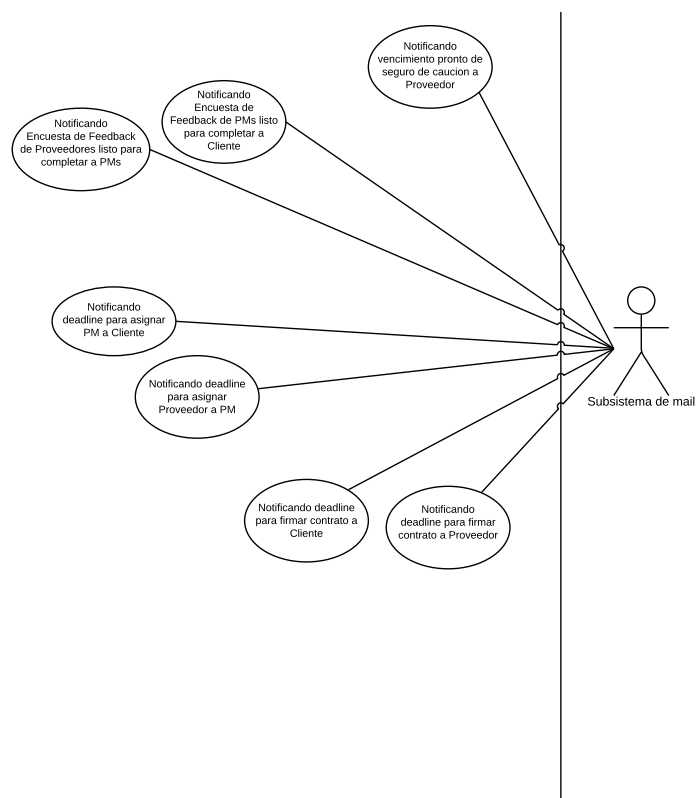 Notificando
vencimiento pronto de
seguro de caucion a
Proveedor
Notificando
Encuesta de
Feedback de PMs listo
para completar a
Cliente
Notificando
Encuesta de Feedback
de Proveedores listo para
completar a PMs
Notificando
deadline para asignar
PM a Cliente
Notificando deadline
para asignar
Proveedor a PM
Subsistema de mail
Notificando deadline
para firmar contrato a
Cliente
Notificando
deadline para firmar
contrato a Proveedor